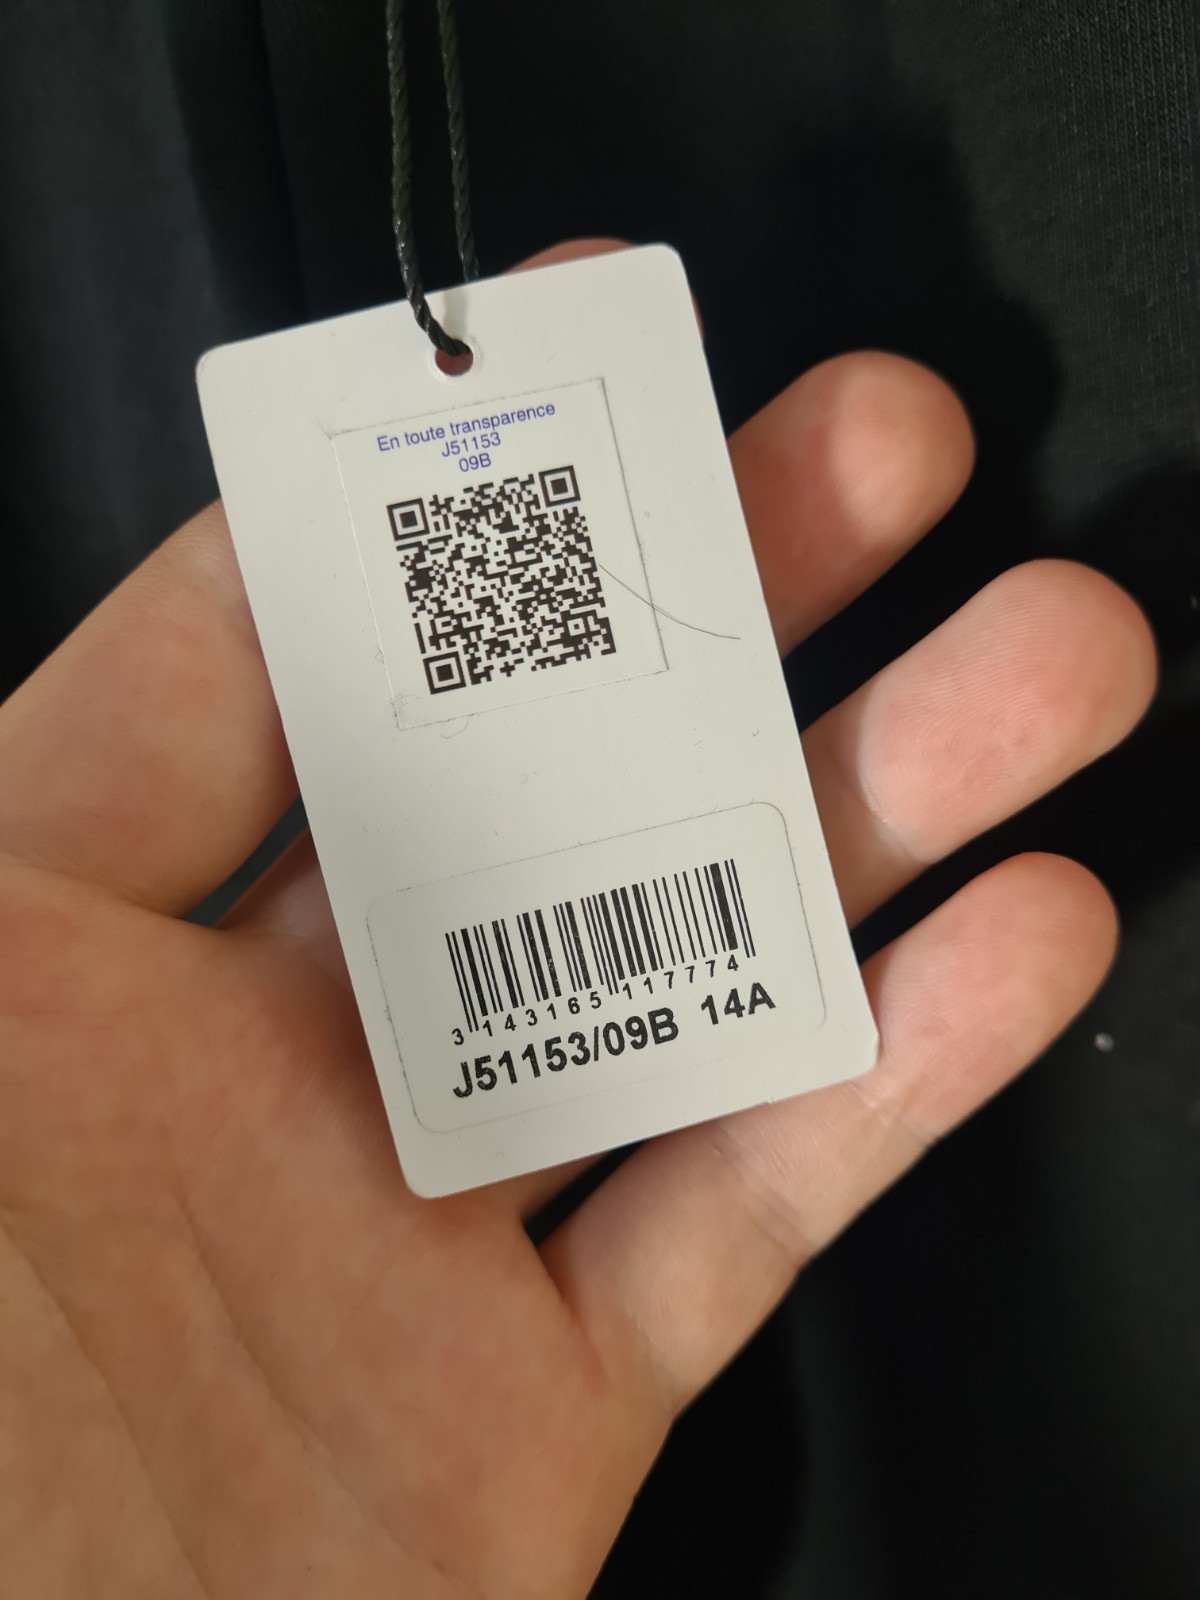 En toute transparence
J51153
09B
3 143165 117774
J51153/09B 14A